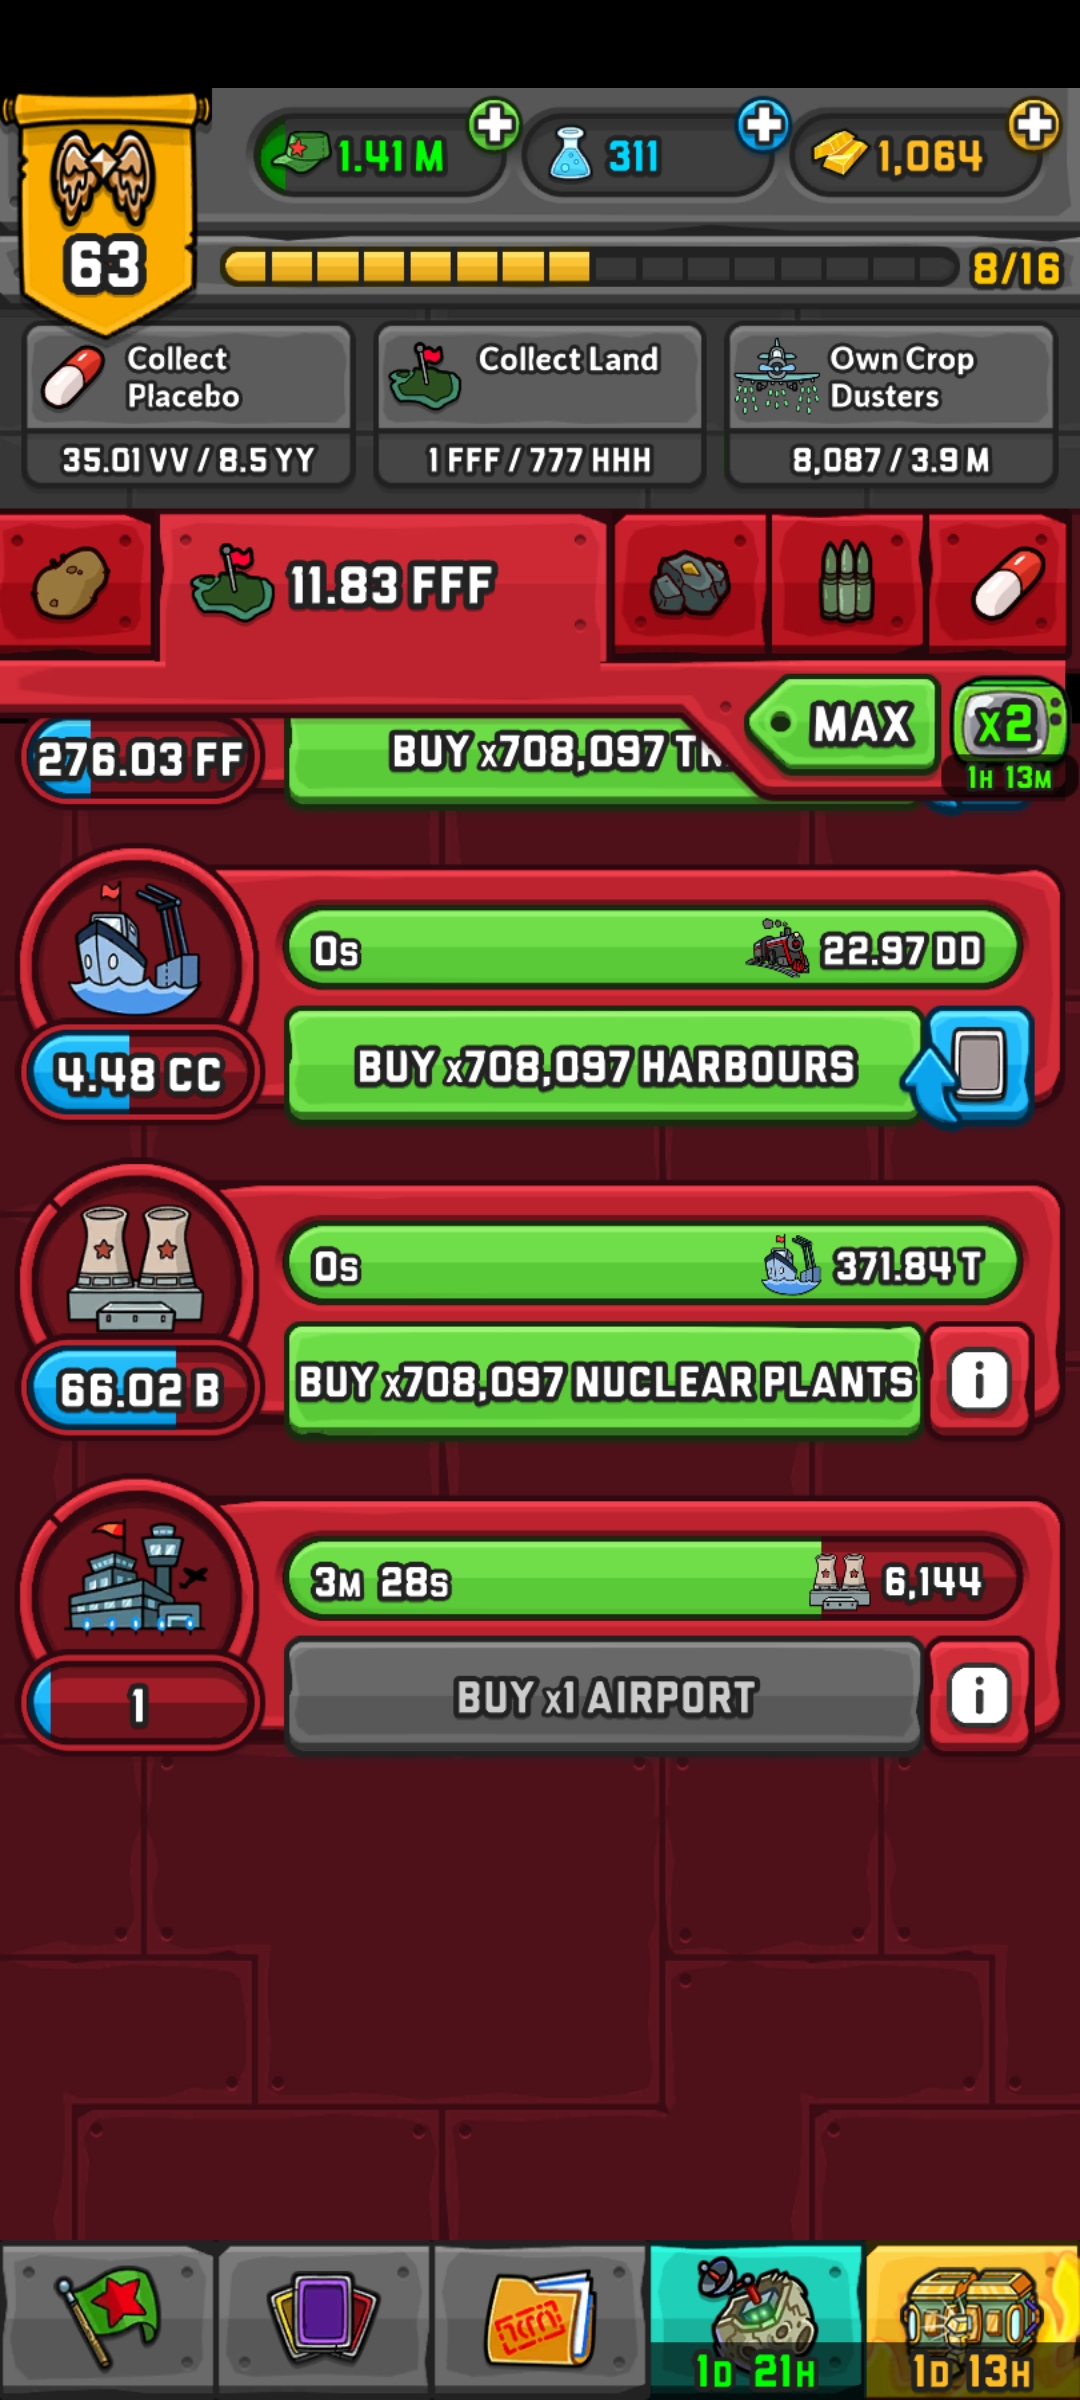 1.41 M
311
1,064
63
8/16
Collect
Placebo
Collect Land
Own Crop
Dusters
35.01 VV / 8.5 YY
1 FFF / 777 HHH
8,087 / 3.9 M
11.83 FFF
MAX
x2
1H 13M
276.03 FF
BUY x708,097
0s
22.97 DD
4.48 CC
BUY x708,097 HARBOURS
0s
371.84 T
66.02 B
BUY x708,097 NUCLEAR PLANTS
i
3M 28s
6,144
1
BUY x1 AIRPORT
i
1D 21H
1D 13H